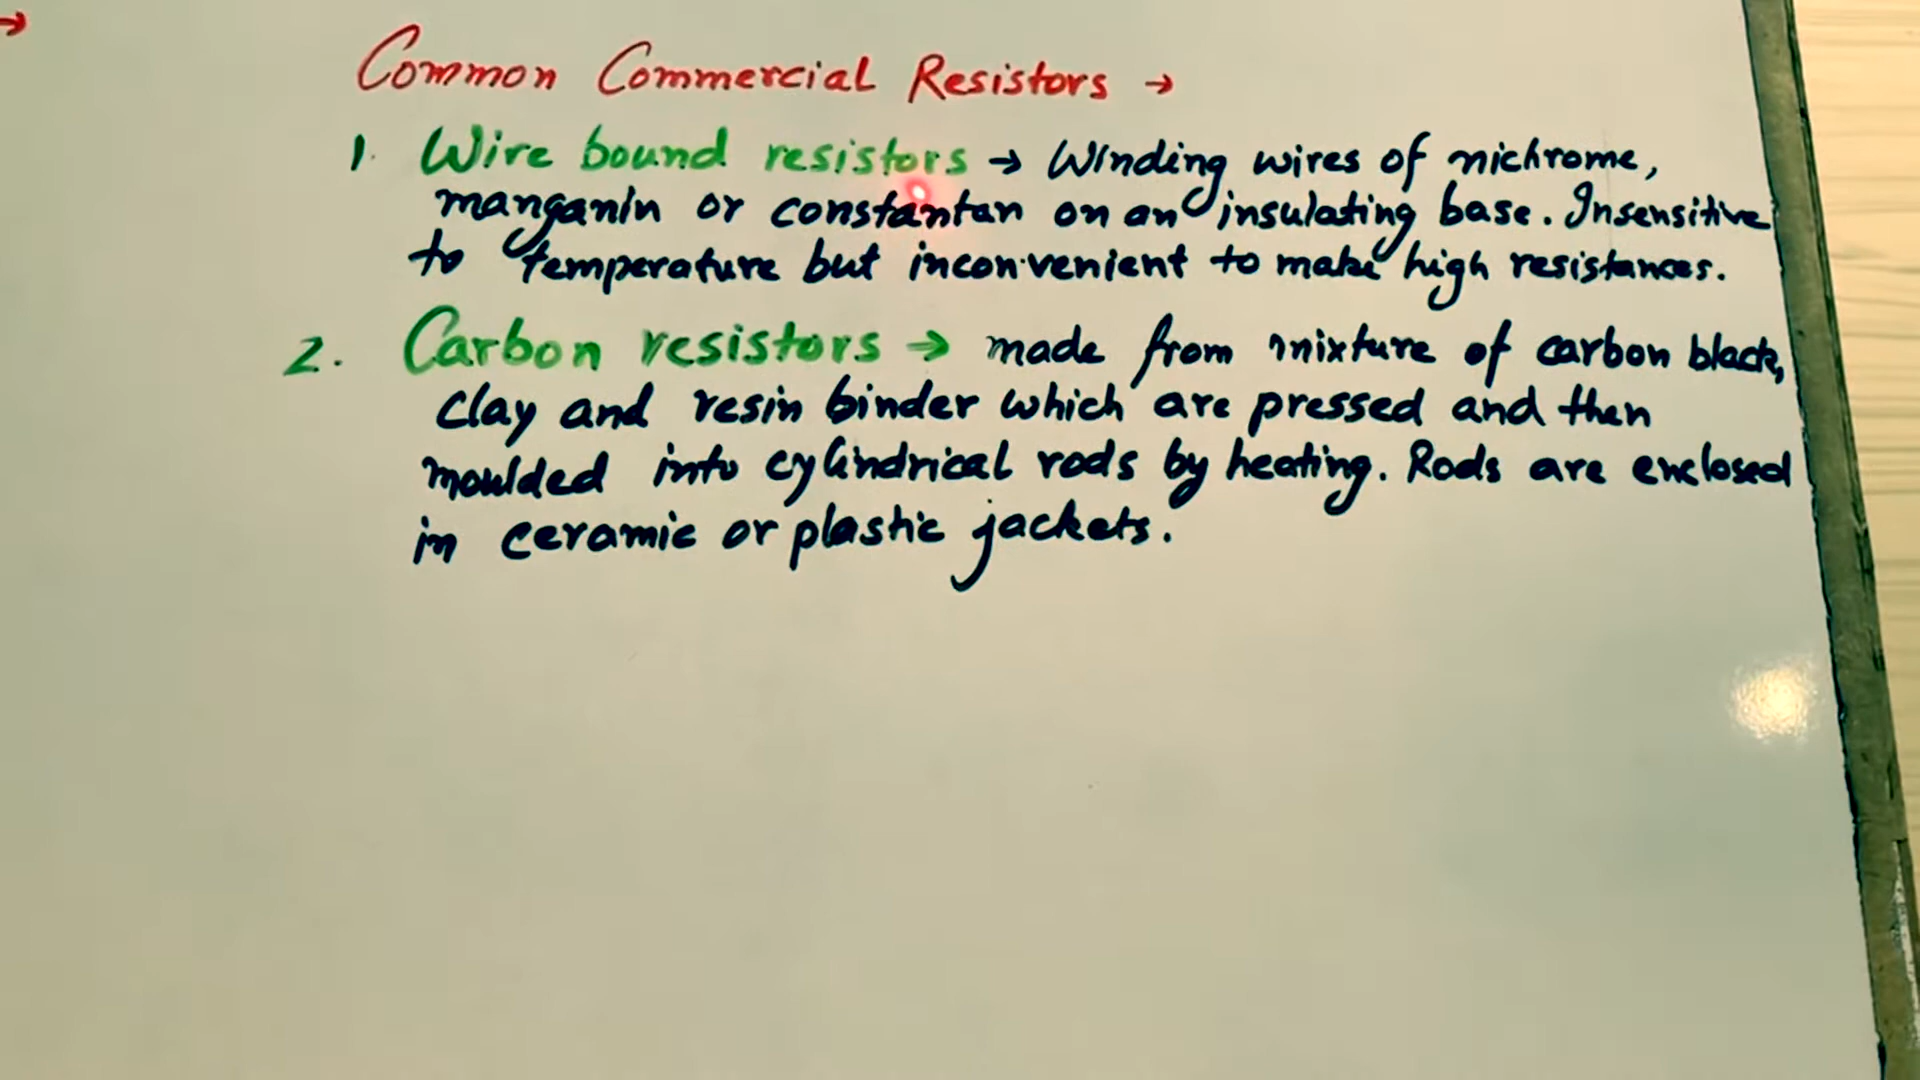 Common Commercial Resistors →
1. Wire bound resistors → Winding wires of nichrome,
manganin or constantan on an insulating base. Insensitive
to temperature but inconvenient to make high resistances.
2. Carbon resistors → made from mixture of carbon black,
clay and resin binder which are pressed and then
moulded into cylindrical rods by heating. Rods are enclosed
in ceramic or plastic jackets.